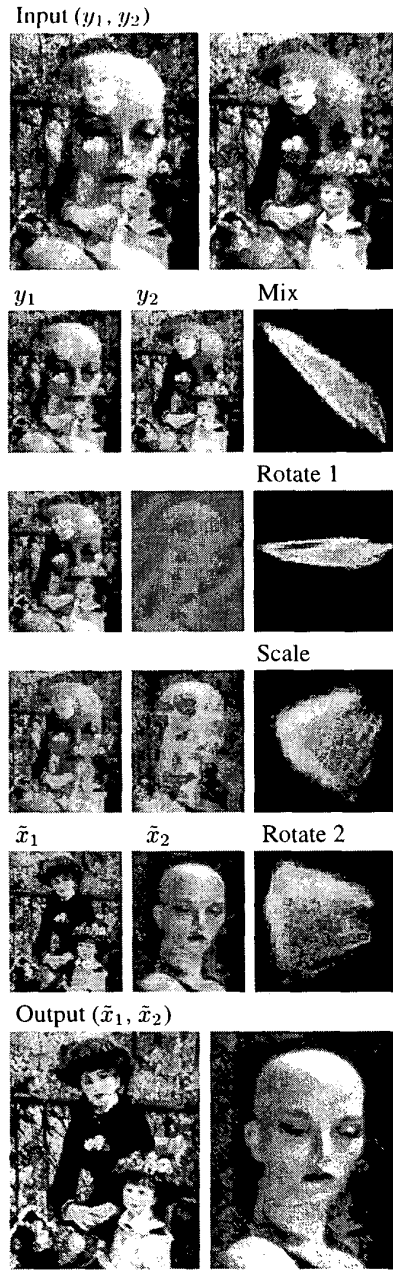 Input (y₁, y₂)
y₁ y₂ Mix
Rotate 1
Scale
x̃₁ x̃₂ Rotate 2
Output (x̃₁, x̃₂)